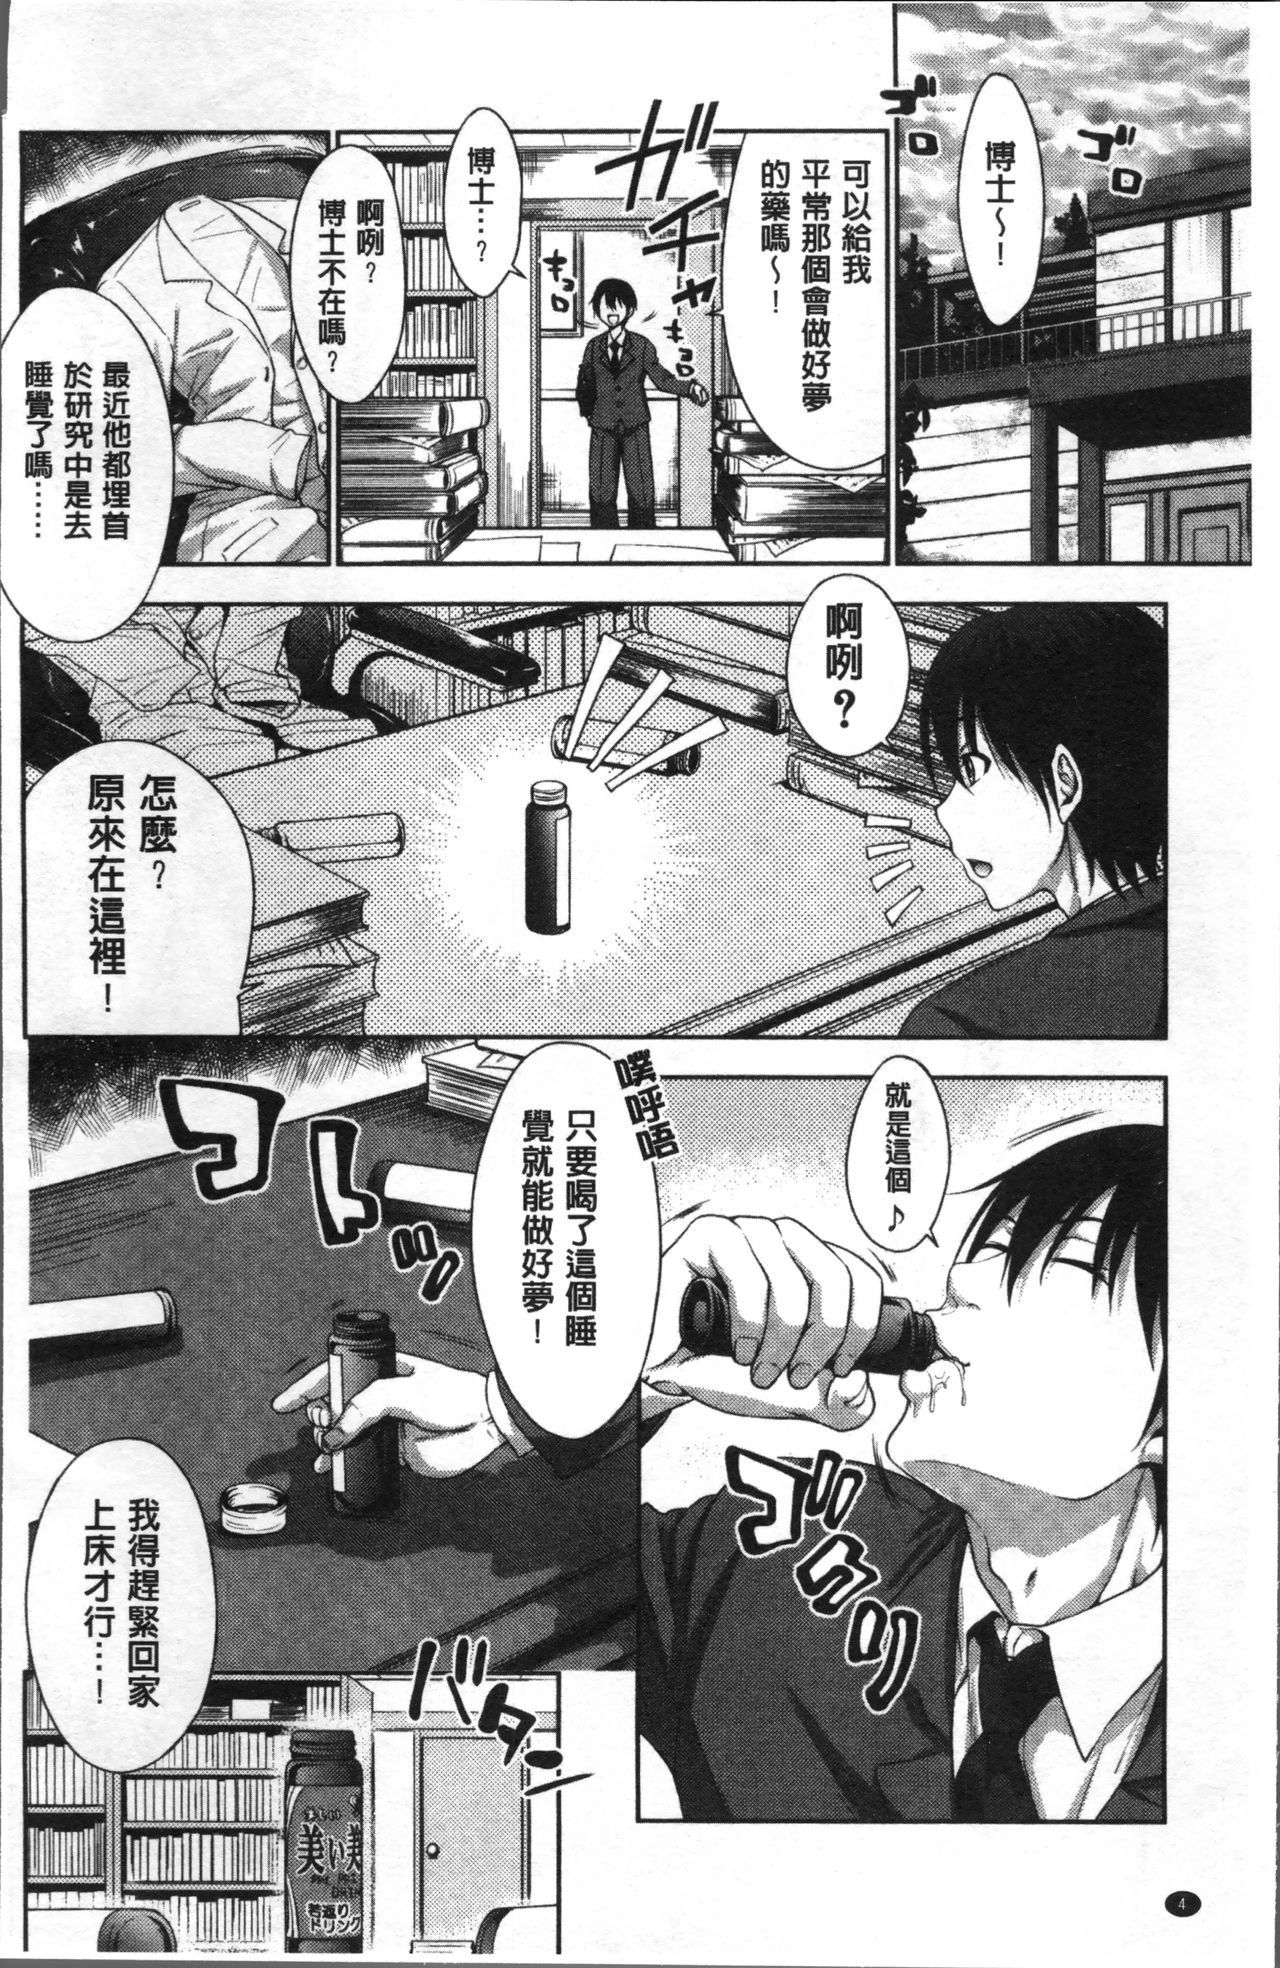 ゴロ
ゴロ
博士～！
可以給我
平常那個會做好夢
的藥嗎～！
ガチャ
博士…？
キョロ
キョロ
啊咧？
博士不在嗎？
最近他都埋首
於研究中是去
睡覺了嗎……
啊咧？
怎麼？
原來在這裡！
就是這個♪
噗呼唔
ゴクゴクリ
只要喝了這個睡
覺就能做好夢！
コトッ
我得趕緊回家
上床才行…！
バターン
美い美
若返り
ドリンク
4